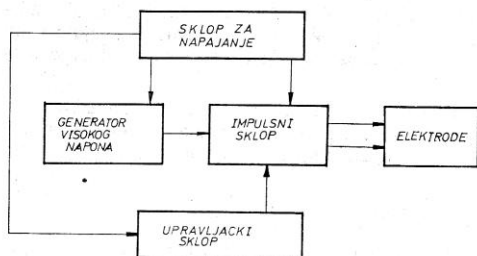 SKLOP ZA
NAPAJANJE
GENERATOR
VISOKOG
NAPONA
IMPULSNI
SKLOP
ELEKTRODE
UPRAVLJACKI
SKLOP